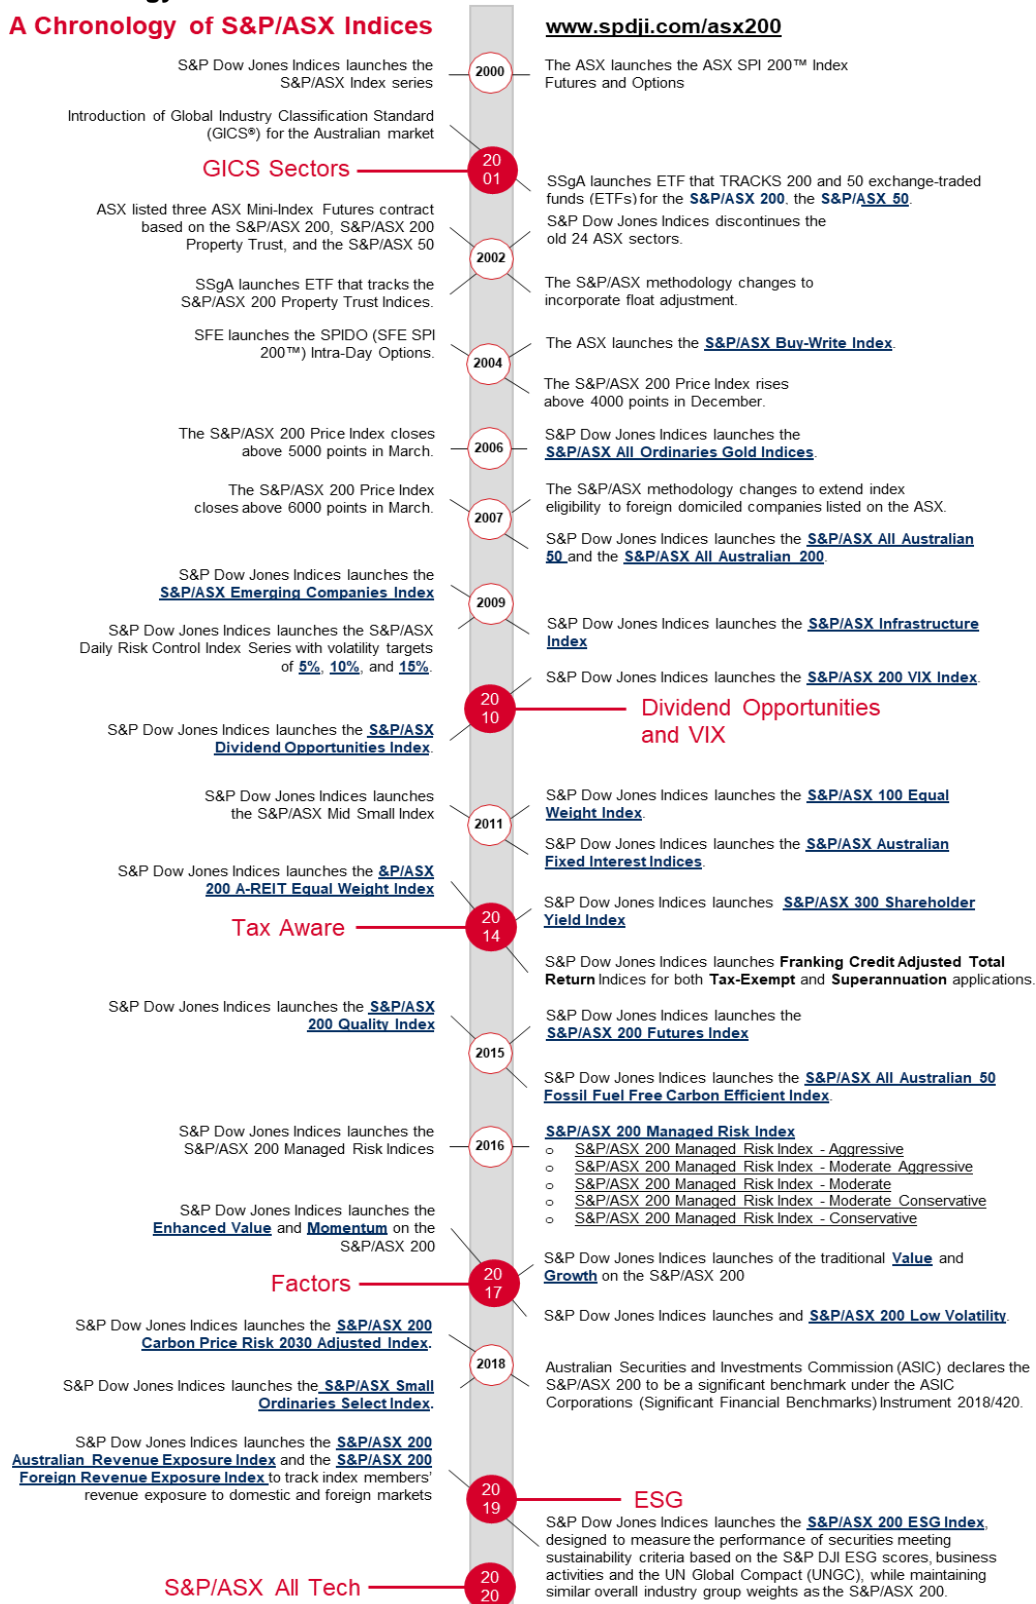 A Chronology of S&P/ASX Indices
www.spdji.com/asx200
S&P Dow Jones Indices launches the
S&P/ASX Index series
2000
The ASX launches the ASX SPI 200™ Index
Futures and Options
Introduction of Global Industry Classification Standard
(GICS®) for the Australian market
GICS Sectors
20
01
SSgA launches ETF that TRACKS 200 and 50 exchange-traded
funds (ETFs) for the S&P/ASX 200, the S&P/ASX 50.
ASX listed three ASX Mini-Index Futures contract
based on the S&P/ASX 200, S&P/ASX 200
Property Trust, and the S&P/ASX 50
S&P Dow Jones Indices discontinues the
old 24 ASX sectors.
2002
SSgA launches ETF that tracks the
S&P/ASX 200 Property Trust Indices.
The S&P/ASX methodology changes to
incorporate float adjustment.
SFE launches the SPIDO (SFE SPI
200™) Intra-Day Options.
2004
The ASX launches the S&P/ASX Buy-Write Index.
The S&P/ASX 200 Price Index rises
above 4000 points in December.
The S&P/ASX 200 Price Index closes
above 5000 points in March.
2006
S&P Dow Jones Indices launches the
S&P/ASX All Ordinaries Gold Indices.
The S&P/ASX 200 Price Index
closes above 6000 points in March.
2007
The S&P/ASX methodology changes to extend index
eligibility to foreign domiciled companies listed on the ASX.
S&P Dow Jones Indices launches the S&P/ASX All Australian
50 and the S&P/ASX All Australian 200.
S&P Dow Jones Indices launches the
S&P/ASX Emerging Companies Index
2009
S&P Dow Jones Indices launches the S&P/ASX
Daily Risk Control Index Series with volatility targets
of 5%, 10%, and 15%.
S&P Dow Jones Indices launches the S&P/ASX Infrastructure
Index
S&P Dow Jones Indices launches the S&P/ASX 200 VIX Index.
20
10
Dividend Opportunities
and VIX
S&P Dow Jones Indices launches the S&P/ASX
Dividend Opportunities Index.
S&P Dow Jones Indices launches
the S&P/ASX Mid Small Index
2011
S&P Dow Jones Indices launches the S&P/ASX 100 Equal
Weight Index.
S&P Dow Jones Indices launches the S&P/ASX Australian
Fixed Interest Indices.
S&P Dow Jones Indices launches the &P/ASX
200 A-REIT Equal Weight Index
Tax Aware
20
14
S&P Dow Jones Indices launches S&P/ASX 300 Shareholder
Yield Index
S&P Dow Jones Indices launches Franking Credit Adjusted Total
Return Indices for both Tax-Exempt and Superannuation applications.
S&P Dow Jones Indices launches the S&P/ASX
200 Quality Index
2015
S&P Dow Jones Indices launches the
S&P/ASX 200 Futures Index
S&P Dow Jones Indices launches the S&P/ASX All Australian 50
Fossil Fuel Free Carbon Efficient Index.
S&P Dow Jones Indices launches the
S&P/ASX 200 Managed Risk Indices
2016
S&P/ASX 200 Managed Risk Index
o S&P/ASX 200 Managed Risk Index - Aggressive
o S&P/ASX 200 Managed Risk Index - Moderate Aggressive
o S&P/ASX 200 Managed Risk Index - Moderate
o S&P/ASX 200 Managed Risk Index - Moderate Conservative
o S&P/ASX 200 Managed Risk Index - Conservative
S&P Dow Jones Indices launches the
Enhanced Value and Momentum on the
S&P/ASX 200
Factors
20
17
S&P Dow Jones Indices launches of the traditional Value and
Growth on the S&P/ASX 200
S&P Dow Jones Indices launches and S&P/ASX 200 Low Volatility.
S&P Dow Jones Indices launches the S&P/ASX 200
Carbon Price Risk 2030 Adjusted Index.
2018
S&P Dow Jones Indices launches the S&P/ASX Small
Ordinaries Select Index.
Australian Securities and Investments Commission (ASIC) declares the
S&P/ASX 200 to be a significant benchmark under the ASIC
Corporations (Significant Financial Benchmarks) Instrument 2018/420.
S&P Dow Jones Indices launches the S&P/ASX 200
Australian Revenue Exposure Index and the S&P/ASX 200
Foreign Revenue Exposure Index to track index members'
revenue exposure to domestic and foreign markets
20
19
ESG
S&P Dow Jones Indices launches the S&P/ASX 200 ESG Index,
designed to measure the performance of securities meeting
sustainability criteria based on the S&P DJI ESG scores, business
activities and the UN Global Compact (UNGC), while maintaining
similar overall industry group weights as the S&P/ASX 200.
S&P/ASX All Tech
20
20